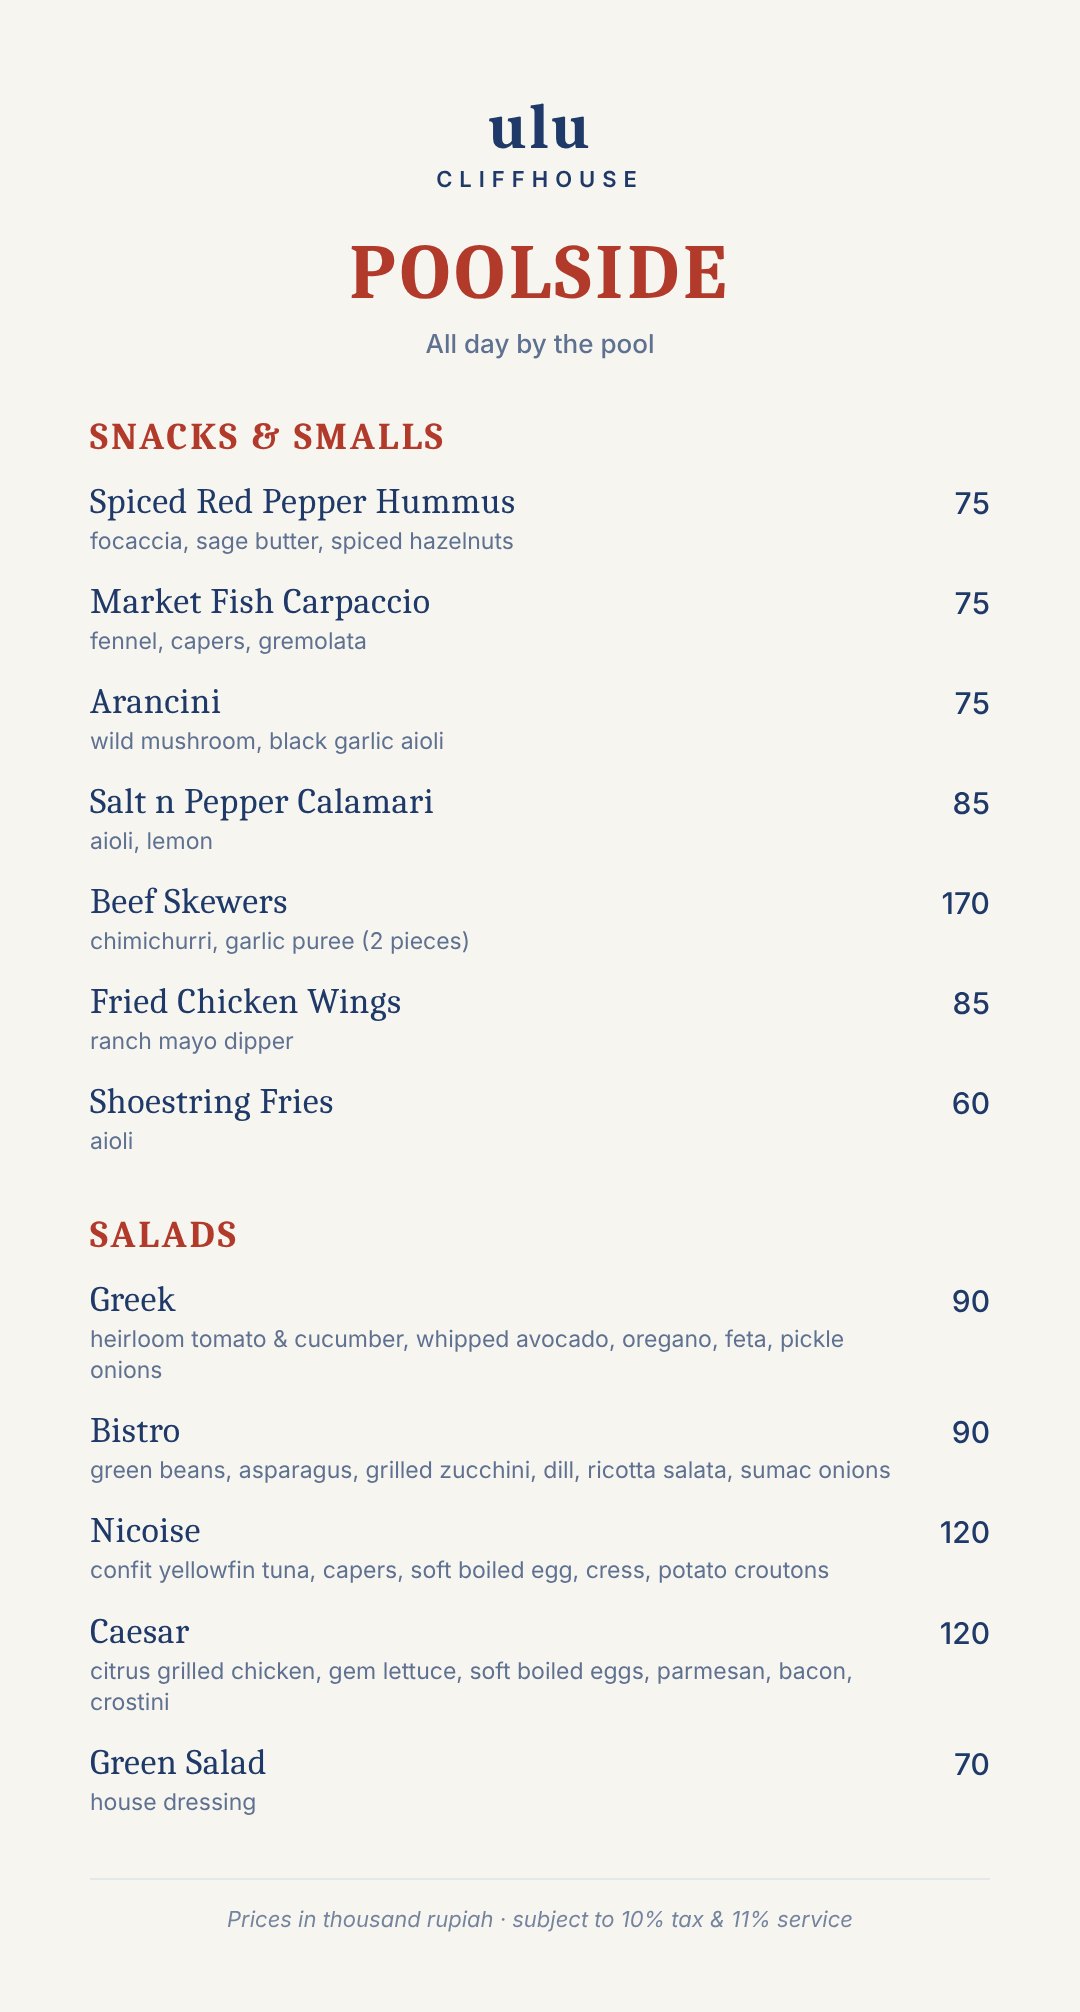 ulu
CLIFFHOUSE
POOLSIDE
All day by the pool
SNACKS & SMALLS
Spiced Red Pepper Hummus 75
focaccia, sage butter, spiced hazelnuts
Market Fish Carpaccio 75
fennel, capers, gremolata
Arancini 75
wild mushroom, black garlic aioli
Salt n Pepper Calamari 85
aioli, lemon
Beef Skewers 170
chimichurri, garlic puree (2 pieces)
Fried Chicken Wings 85
ranch mayo dipper
Shoestring Fries 60
aioli
SALADS
Greek 90
heirloom tomato & cucumber, whipped avocado, oregano, feta, pickle
onions
Bistro 90
green beans, asparagus, grilled zucchini, dill, ricotta salata, sumac onions
Nicoise 120
confit yellowfin tuna, capers, soft boiled egg, cress, potato croutons
Caesar 120
citrus grilled chicken, gem lettuce, soft boiled eggs, parmesan, bacon,
crostini
Green Salad 70
house dressing
Prices in thousand rupiah · subject to 10% tax & 11% service